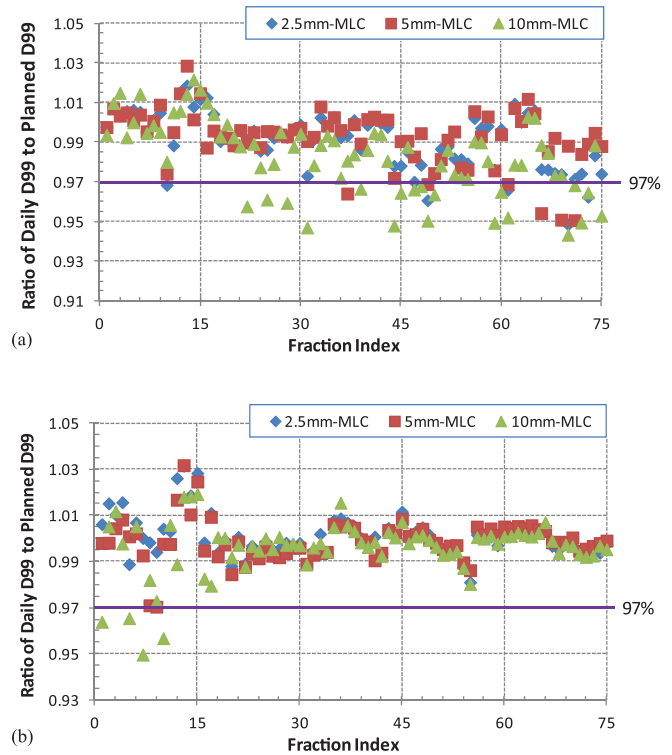 1.05
2.5mm-MLC 5mm-MLC 10mm-MLC
1.03
1.01
0.99
0.97
97%
0.95
0.93
0.91
0 15 30 45 60 75
Ratio of Daily D99 to Planned D99
Fraction Index
(a)
1.05
2.5mm-MLC 5mm-MLC 10mm-MLC
1.03
1.01
0.99
0.97
97%
0.95
0.93
0 15 30 45 60 75
Ratio of Daily D99 to Planned D99
Fraction Index
(b)